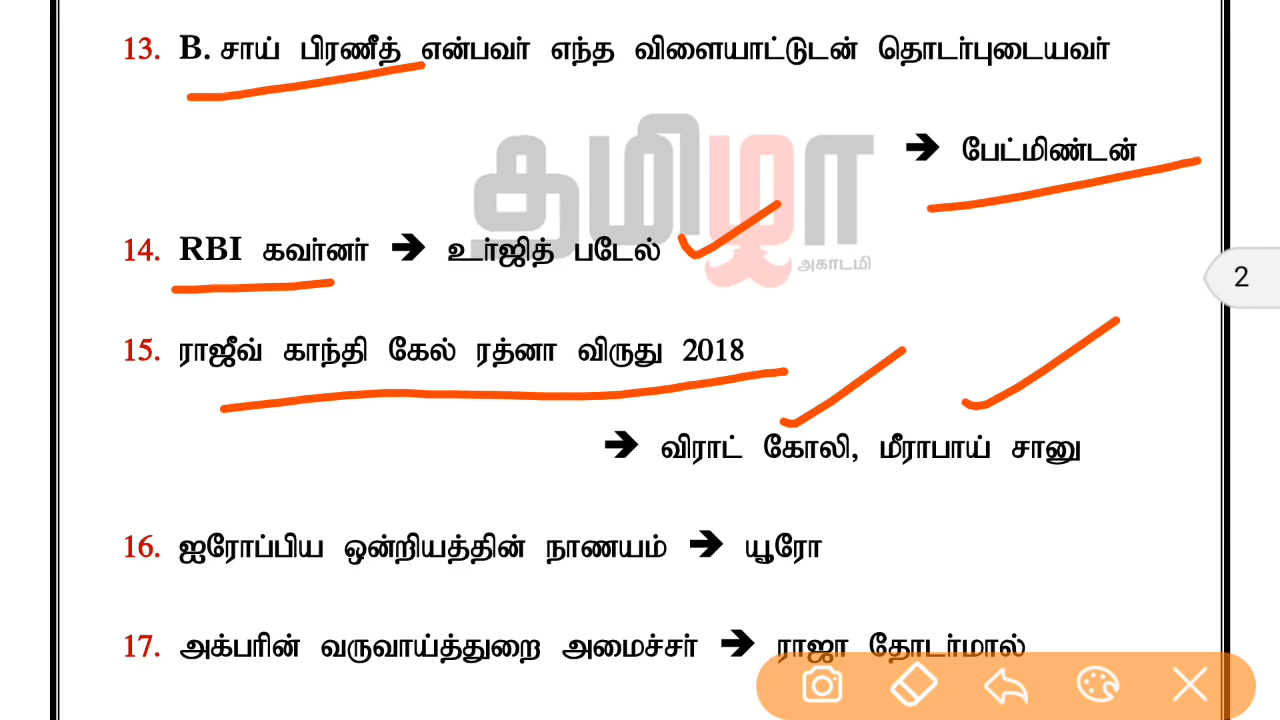 13. B. சாய் பிரணீத் என்பவர் எந்த விளையாட்டுடன் தொடர்புடையவர்
➔ பேட்மிண்டன்
தமிழா
அகாடமி
14. RBI கவர்னர் ➔ உர்ஜித் படேல்
2
15. ராஜீவ் காந்தி கேல் ரத்னா விருது 2018
➔ விராட் கோலி, மீராபாய் சானு
16. ஐரோப்பிய ஒன்றியத்தின் நாணயம் ➔ யூரோ
17. அக்பரின் வருவாய்த்துறை அமைச்சர் ➔ ராஜா தோடர்மால்